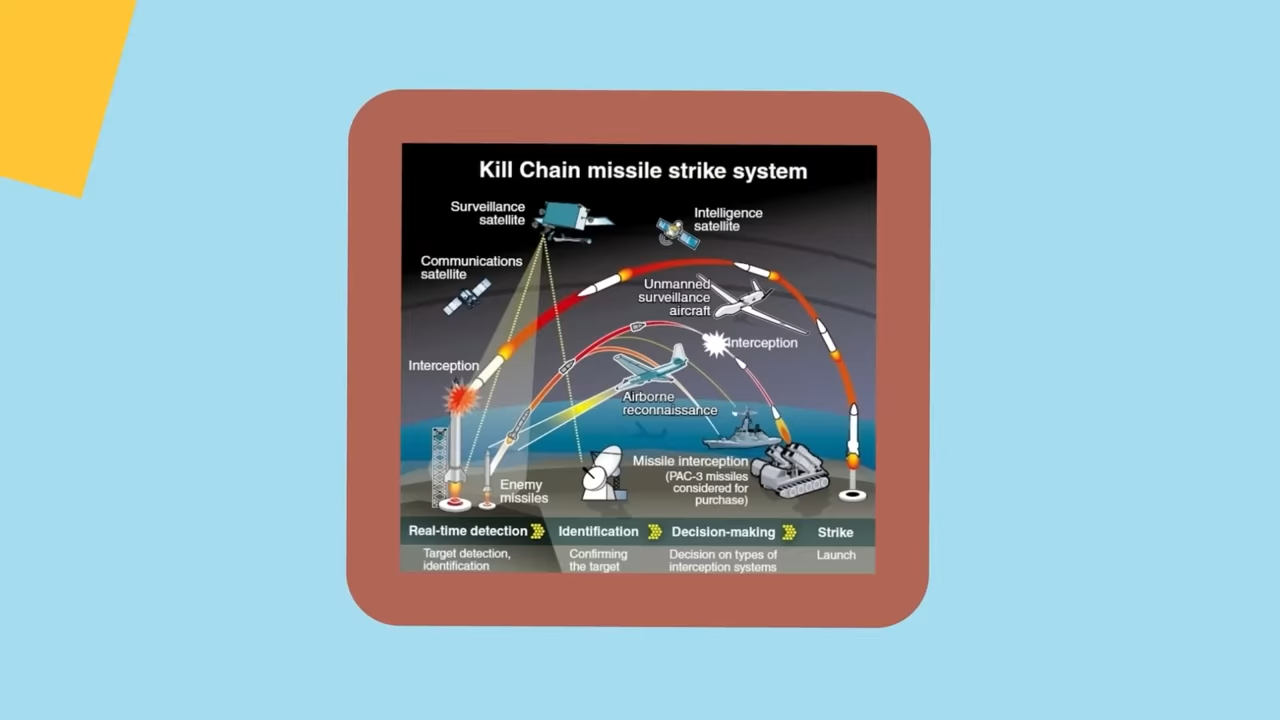 Kill Chain missile strike system
Surveillance
satellite
Intelligence
satellite
Communications
satellite
Unmanned
surveillance
aircraft
Interception
Interception
Airborne
reconnaissance
Missile interception
(PAC-3 missiles
considered for
purchase)
Enemy
missiles
Real-time detection
Identification
Decision-making
Strike
Target detection,
identification
Confirming
the target
Decision on types of
interception systems
Launch